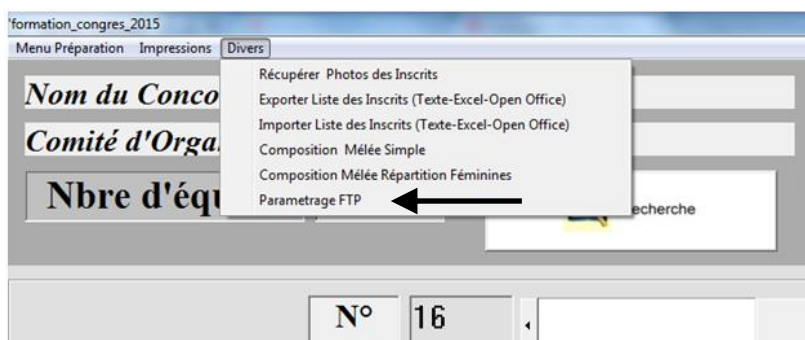 'formation_congres_2015
Menu Préparation Impressions Divers
Récupérer Photos des Inscrits
Nom du Conco
Exporter Liste des Inscrits (Texte-Excel-Open Office)
Importer Liste des Inscrits (Texte-Excel-Open Office)
Comité d'Orga
Composition Mélée Simple
Composition Mélée Répartition Féminines
Nbre d'équ
Parametrage FTP
echerche
N° 16